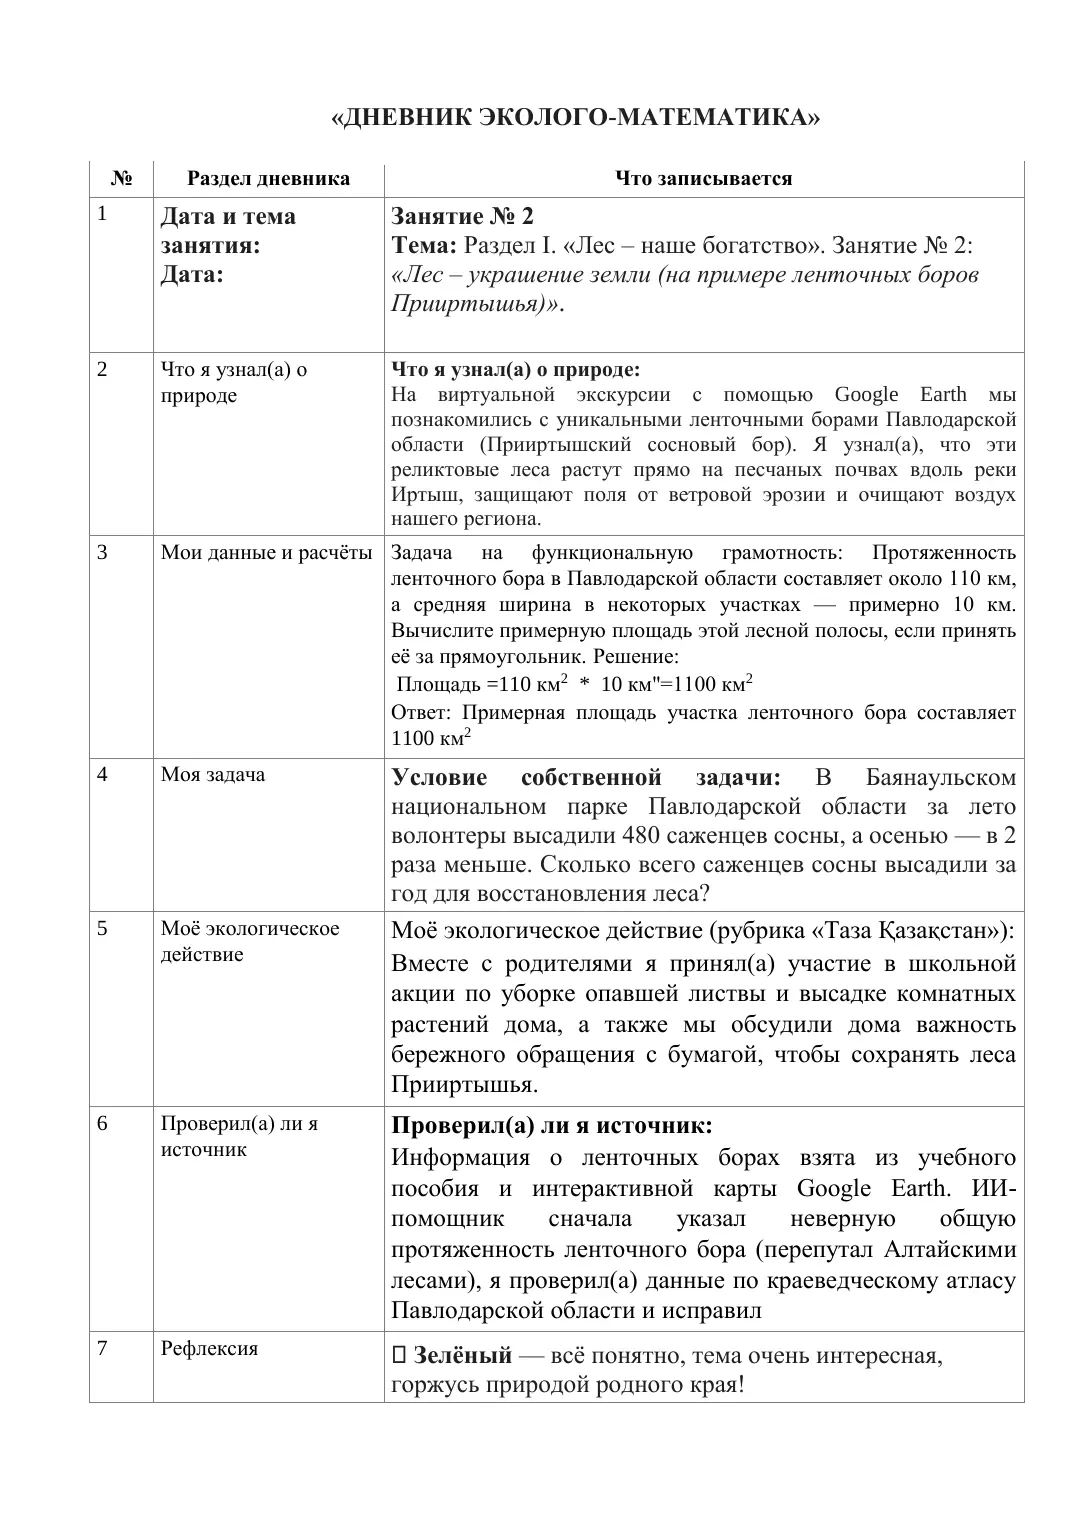 «ДНЕВНИК ЭКОЛОГО-МАТЕМАТИКА»
№ Раздел дневника Что записывается
1
Дата и тема
занятия:
Дата:
Занятие № 2
Тема: Раздел I. «Лес – наше богатство». Занятие № 2:
«Лес – украшение земли (на примере ленточных боров
Прииртышья)».
2
Что я узнал(а) о
природе
Что я узнал(а) о природе:
На виртуальной экскурсии с помощью Google Earth мы
познакомились с уникальными ленточными борами Павлодарской
области (Прииртышский сосновый бор). Я узнал(а), что эти
реликтовые леса растут прямо на песчаных почвах вдоль реки
Иртыш, защищают поля от ветровой эрозии и очищают воздух
нашего региона.
3
Мои данные и расчёты
Задача на функциональную грамотность: Протяженность
ленточного бора в Павлодарской области составляет около 110 км,
а средняя ширина в некоторых участках — примерно 10 км.
Вычислите примерную площадь этой лесной полосы, если принять
её за прямоугольник. Решение:
Площадь =110 км² * 10 км"=1100 км²
Ответ: Примерная площадь участка ленточного бора составляет
1100 км²
4
Моя задача
Условие собственной задачи: В Баянаульском
национальном парке Павлодарской области за лето
волонтеры высадили 480 саженцев сосны, а осенью — в 2
раза меньше. Сколько всего саженцев сосны высадили за
год для восстановления леса?
5
Моё экологическое
действие
Моё экологическое действие (рубрика «Таза Қазақстан»):
Вместе с родителями я принял(а) участие в школьной
акции по уборке опавшей листвы и высадке комнатных
растений дома, а также мы обсудили дома важность
бережного обращения с бумагой, чтобы сохранять леса
Прииртышья.
6
Проверил(а) ли я
источник
Проверил(а) ли я источник:
Информация о ленточных борах взята из учебного
пособия и интерактивной карты Google Earth. ИИ-
помощник сначала указал неверную общую
протяженность ленточного бора (перепутал Алтайскими
лесами), я проверил(а) данные по краеведческому атласу
Павлодарской области и исправил
7
Рефлексия
Зелёный — всё понятно, тема очень интересная,
горжусь природой родного края!